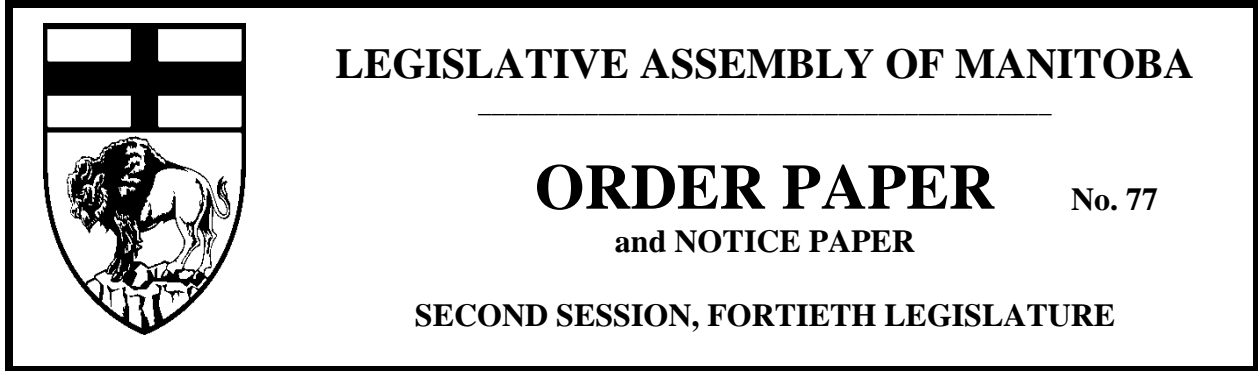 LEGISLATIVE ASSEMBLY OF MANITOBA
ORDER PAPER No. 77
and NOTICE PAPER
SECOND SESSION, FORTIETH LEGISLATURE